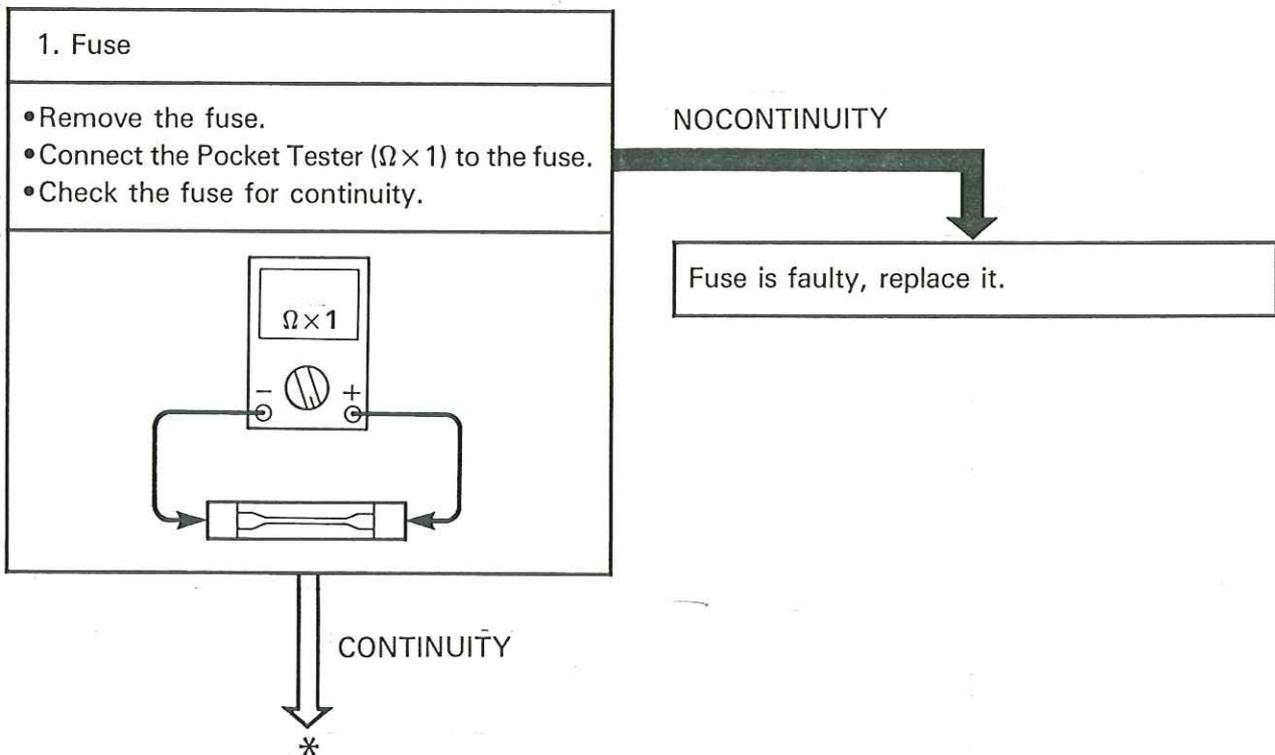 1. Fuse
•Remove the fuse.
•Connect the Pocket Tester (Ω×1) to the fuse.
•Check the fuse for continuity.
NOCONTINUITY
Fuse is faulty, replace it.
Ω×1
− +
CONTINUITY
*